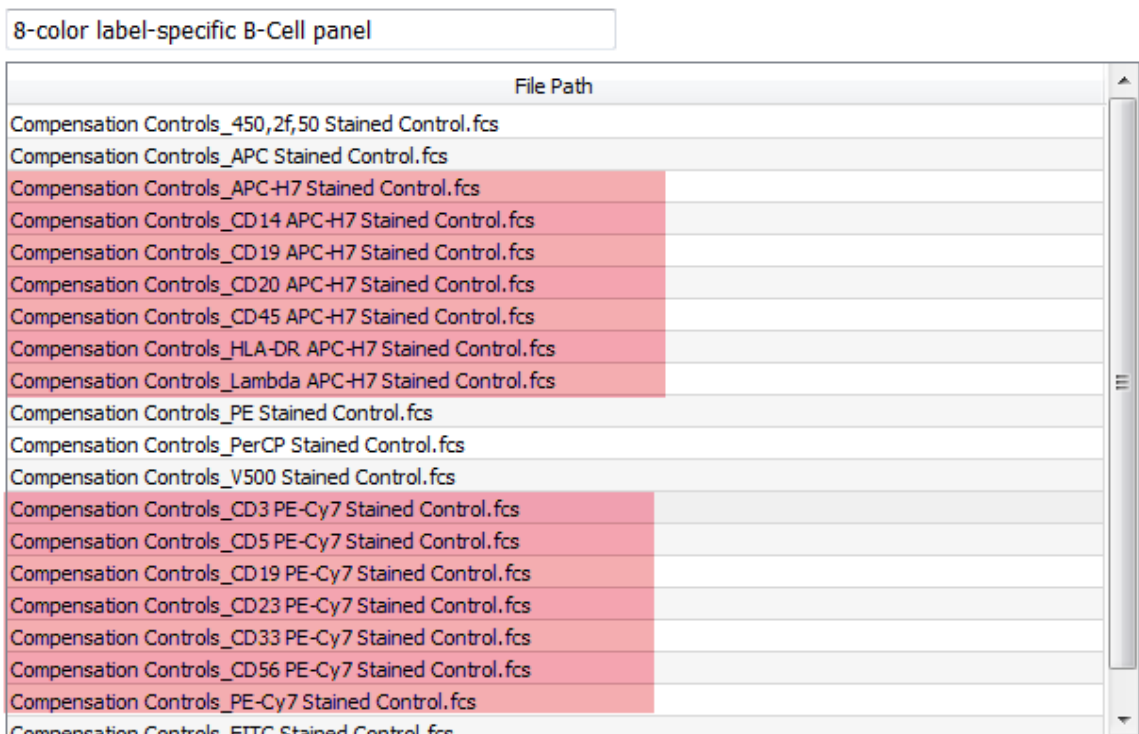 8-color label-specific B-Cell panel
File Path
Compensation Controls_450,2f,50 Stained Control.fcs
Compensation Controls_APC Stained Control.fcs
Compensation Controls_APC-H7 Stained Control.fcs
Compensation Controls_CD14 APC-H7 Stained Control.fcs
Compensation Controls_CD19 APC-H7 Stained Control.fcs
Compensation Controls_CD20 APC-H7 Stained Control.fcs
Compensation Controls_CD45 APC-H7 Stained Control.fcs
Compensation Controls_HLA-DR APC-H7 Stained Control.fcs
Compensation Controls_Lambda APC-H7 Stained Control.fcs
Compensation Controls_PE Stained Control.fcs
Compensation Controls_PerCP Stained Control.fcs
Compensation Controls_V500 Stained Control.fcs
Compensation Controls_CD3 PE-Cy7 Stained Control.fcs
Compensation Controls_CD5 PE-Cy7 Stained Control.fcs
Compensation Controls_CD19 PE-Cy7 Stained Control.fcs
Compensation Controls_CD23 PE-Cy7 Stained Control.fcs
Compensation Controls_CD33 PE-Cy7 Stained Control.fcs
Compensation Controls_CD56 PE-Cy7 Stained Control.fcs
Compensation Controls_PE-Cy7 Stained Control.fcs
Compensation Controls_FITC Stained Control.fcs